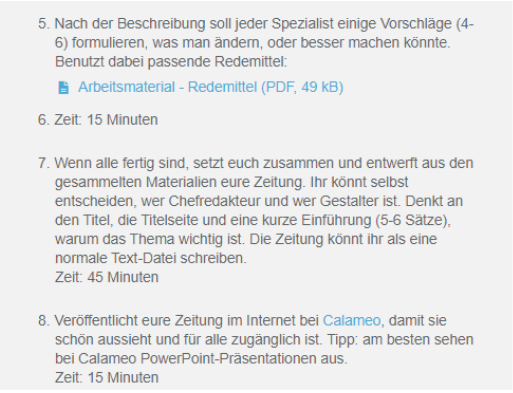 5. Nach der Beschreibung soll jeder Spezialist einige Vorschläge (4-
6) formulieren, was man ändern, oder besser machen könnte.
Benutzt dabei passende Redemittel:
Arbeitsmaterial - Redemittel (PDF, 49 kB)
6. Zeit: 15 Minuten
7. Wenn alle fertig sind, setzt euch zusammen und entwerft aus den
gesammelten Materialien eure Zeitung. Ihr könnt selbst
entscheiden, wer Chefredakteur und wer Gestalter ist. Denkt an
den Titel, die Titelseite und eine kurze Einführung (5-6 Sätze),
warum das Thema wichtig ist. Die Zeitung könnt ihr als eine
normale Text-Datei schreiben.
Zeit: 45 Minuten
8. Veröffentlicht eure Zeitung im Internet bei Calameo, damit sie
schön aussieht und für alle zugänglich ist. Tipp: am besten sehen
bei Calameo PowerPoint-Präsentationen aus.
Zeit: 15 Minuten